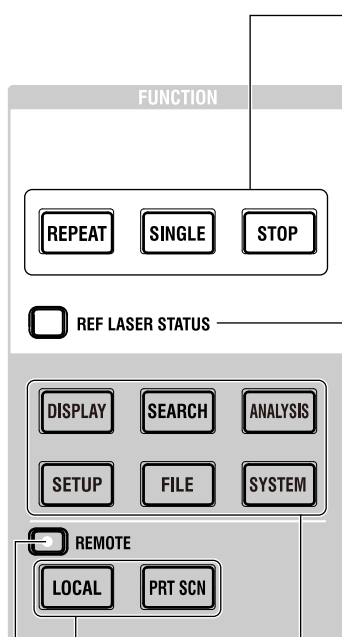 FUNCTION
REPEAT SINGLE STOP
REF LASER STATUS
DISPLAY SEARCH ANALYSIS
SETUP FILE SYSTEM
REMOTE
LOCAL PRT SCN